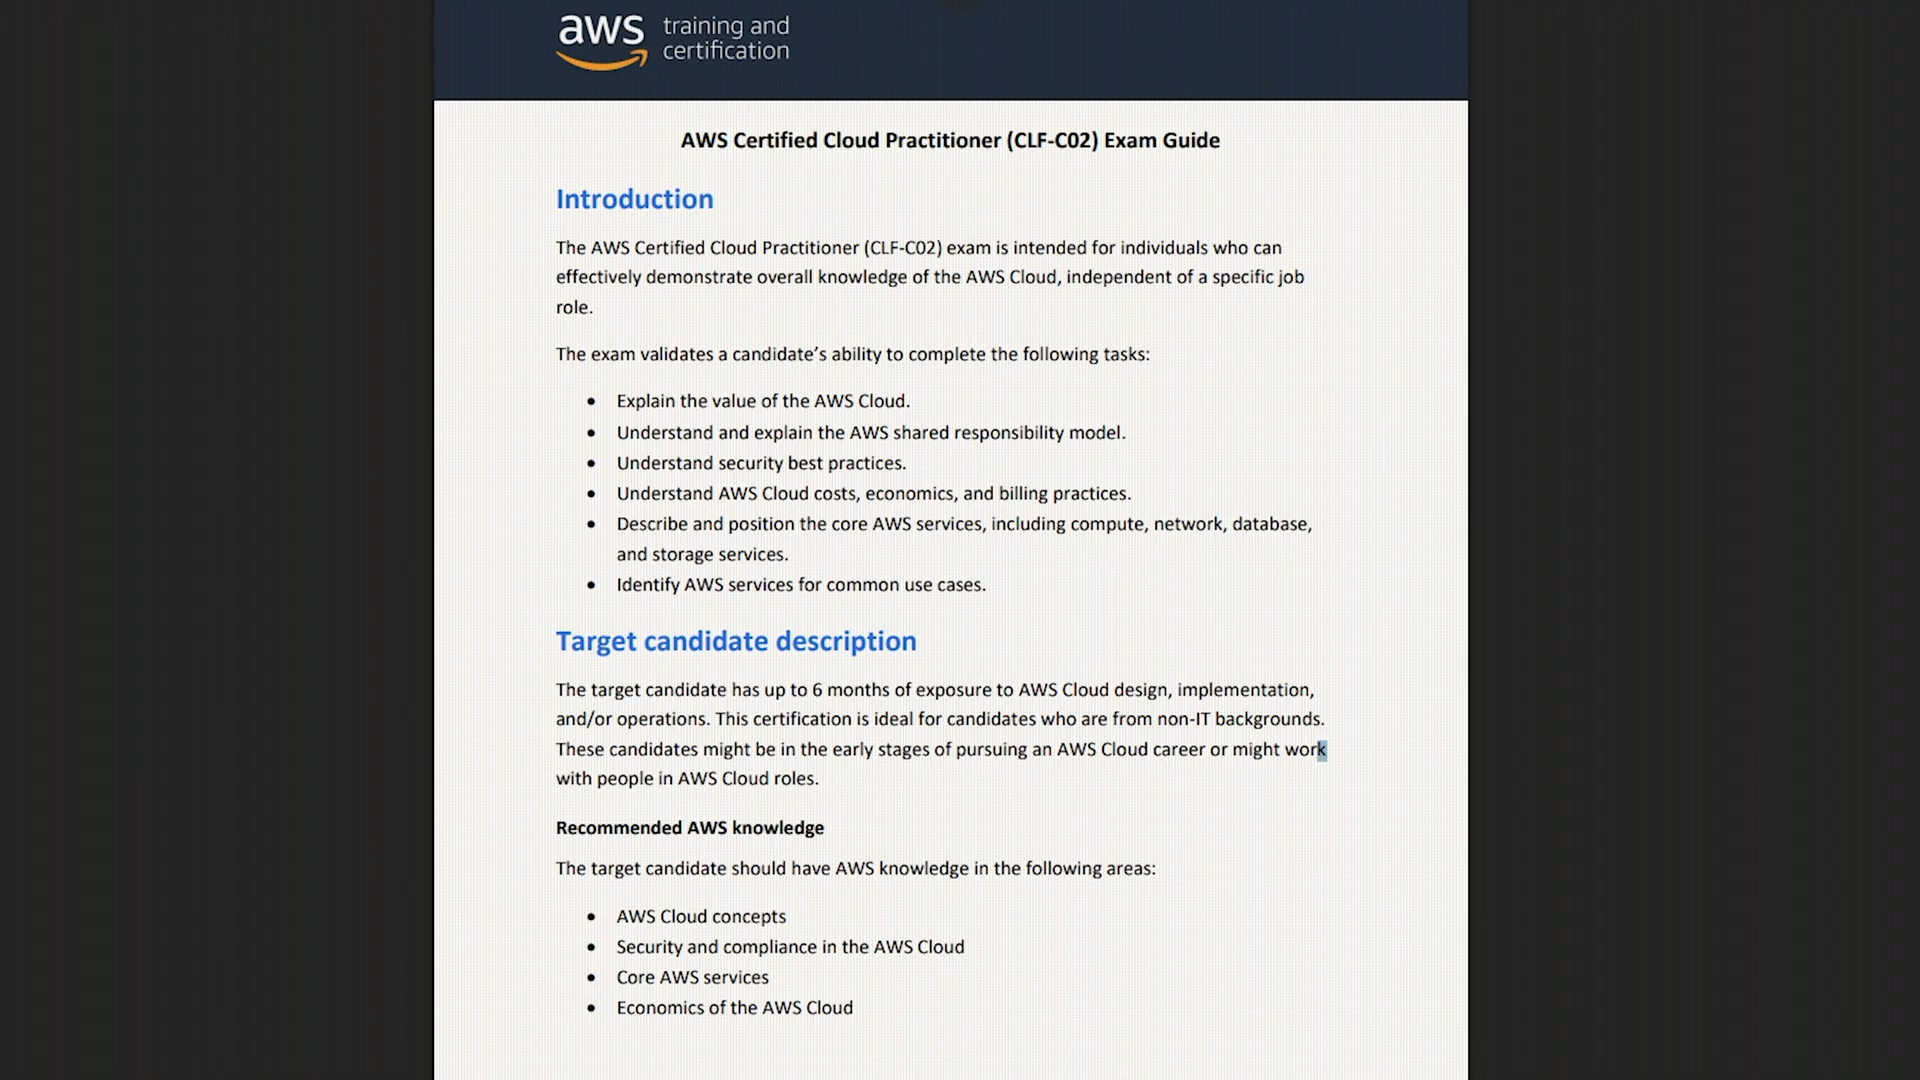 aws training and
certification
AWS Certified Cloud Practitioner (CLF-C02) Exam Guide
Introduction
The AWS Certified Cloud Practitioner (CLF-C02) exam is intended for individuals who can
effectively demonstrate overall knowledge of the AWS Cloud, independent of a specific job
role.
The exam validates a candidate’s ability to complete the following tasks:
• Explain the value of the AWS Cloud.
• Understand and explain the AWS shared responsibility model.
• Understand security best practices.
• Understand AWS Cloud costs, economics, and billing practices.
• Describe and position the core AWS services, including compute, network, database,
and storage services.
• Identify AWS services for common use cases.
Target candidate description
The target candidate has up to 6 months of exposure to AWS Cloud design, implementation,
and/or operations. This certification is ideal for candidates who are from non-IT backgrounds.
These candidates might be in the early stages of pursuing an AWS Cloud career or might work
with people in AWS Cloud roles.
Recommended AWS knowledge
The target candidate should have AWS knowledge in the following areas:
• AWS Cloud concepts
• Security and compliance in the AWS Cloud
• Core AWS services
• Economics of the AWS Cloud